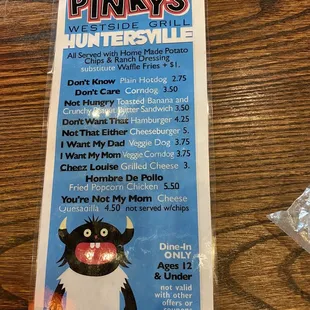 PINKYS
WESTSIDE GRILL
HUNTERSVILLE
All Served with Home Made Potato
Chips & Ranch Dressing
substitute Waffle Fries + $1.
Don't Know Plain Hotdog 2.75
Don't Care Corndog 3.50
Not Hungry Toasted Banana and
Crunchy Peanut Butter Sandwich 3.50
Don't Want That Hamburger 4.25
Not That Either Cheeseburger 5.
I Want My Dad Veggie Dog 3.75
I Want My Mom Veggie Corndog 3.75
Cheez Louise Grilled Cheese 3.
Hombre De Pollo
Fried Popcorn Chicken 5.50
You're Not My Mom Cheese
Quesadilla 4.50 not served w/chips
Dine-In
ONLY
Ages 12
& Under
not valid
with other
offers or
coupons